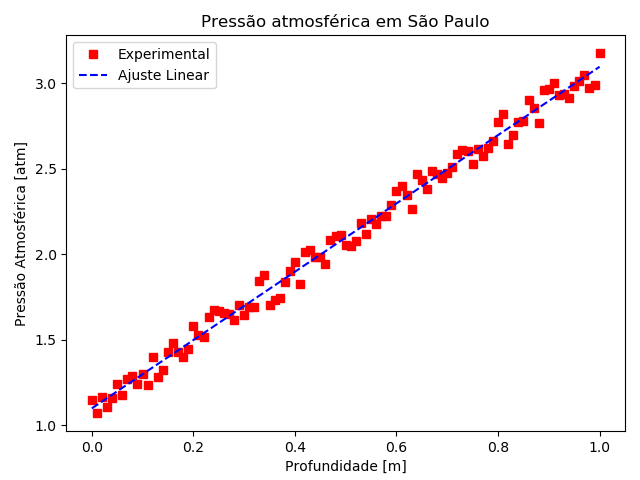 Pressão atmosférica em São Paulo
Experimental
Ajuste Linear
Pressão Atmosférica [atm]
3.0
2.5
2.0
1.5
1.0
0.0 0.2 0.4 0.6 0.8 1.0
Profundidade [m]